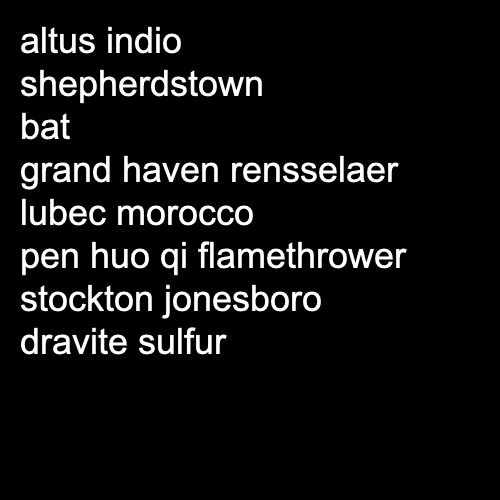 altus indio
shepherdstown
bat
grand haven rensselaer
lubec morocco
pen huo qi flamethrower
stockton jonesboro
dravite sulfur